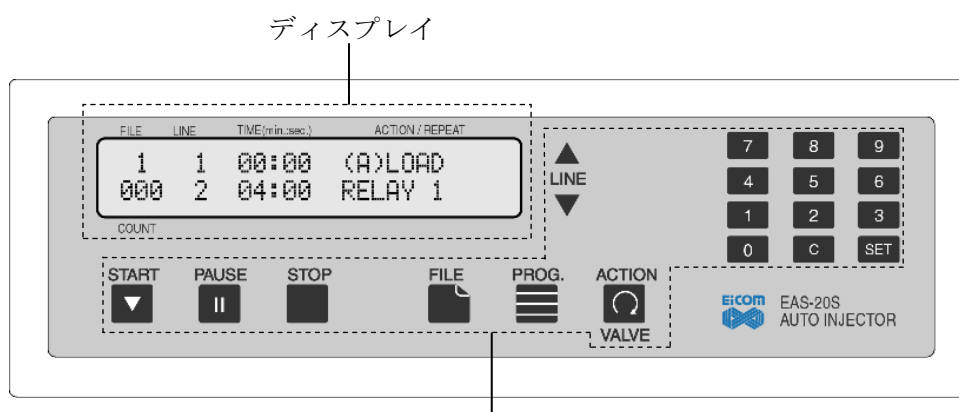 ディスプレイ
FILE LINE TIME(min.:sec.) ACTION / REPEAT
1 1 00:00 (A)LOAD
000 2 04:00 RELAY 1
COUNT
LINE
7 8 9
4 5 6
1 2 3
0 C SET
START PAUSE STOP FILE PROG. ACTION
VALVE
Eicom EAS-20S
AUTO INJECTOR